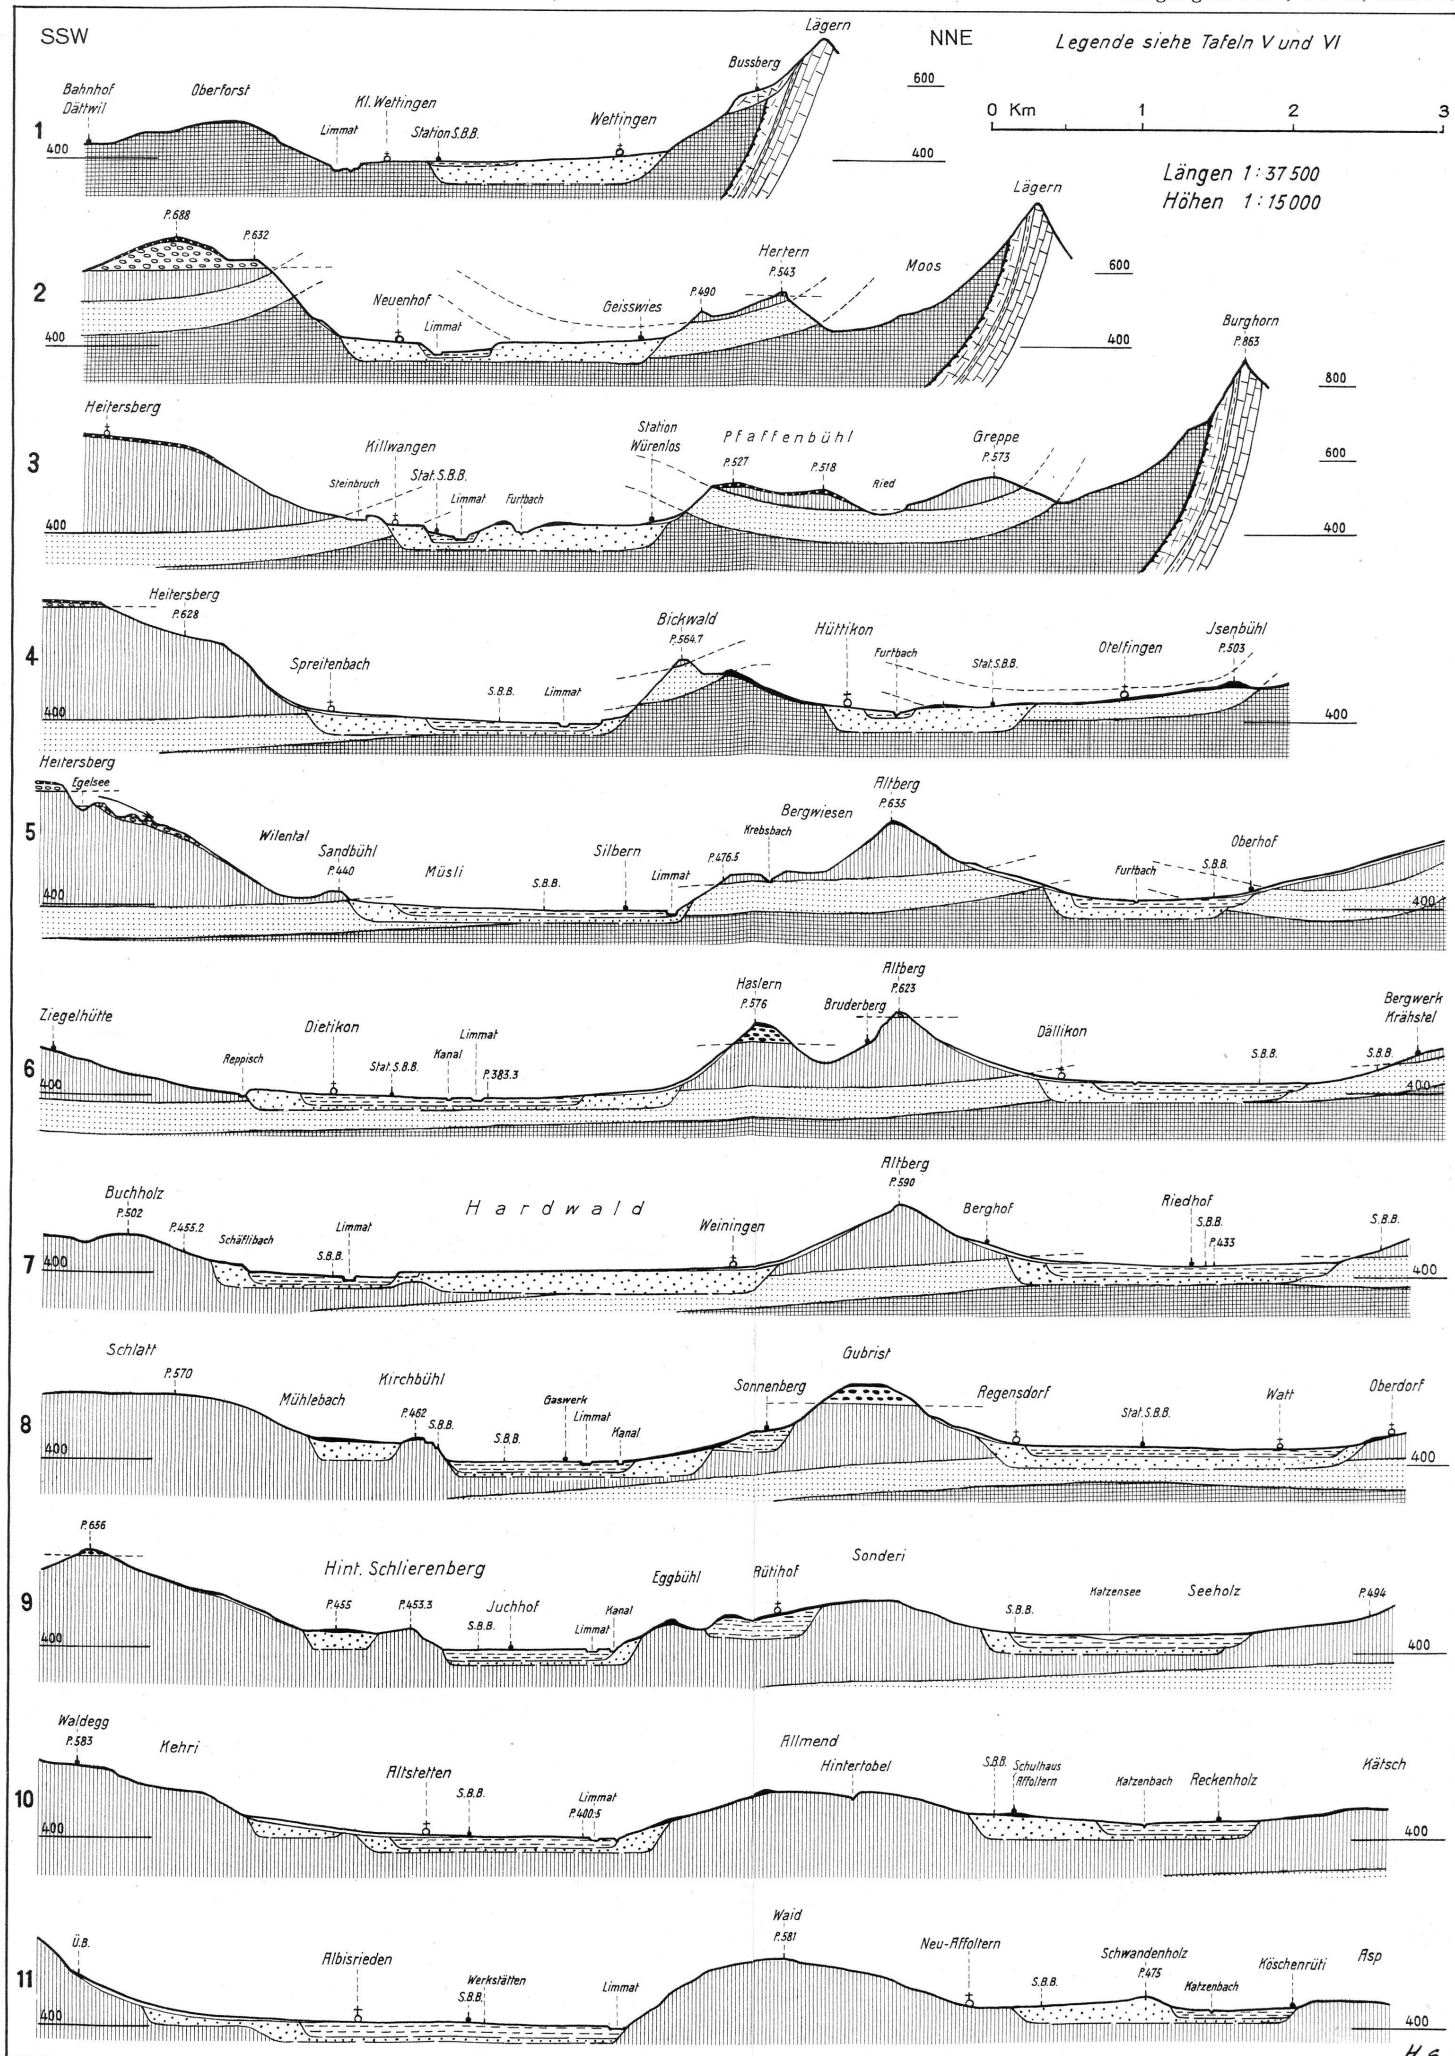 SSW
NNE
Legende siehe Tafeln V und VI
0 Km 1 2 3
Längen 1:37500
Höhen 1:15000
1
Bahnhof
Dättwil
Oberforst
Limmat
Kl. Wettingen
Station S.B.B.
Wettingen
Bussberg
Lägern
400
600
400
2
P.688
P.632
Neuenhof
Limmat
Geisswies
P.490
Hertern
P.543
Moos
Lägern
400
600
400
3
Heitersberg
Steinbruch
Killwangen
Stat. S.B.B.
Limmat
Furtbach
Station
Würenlos
Pfaffenbühl
P.527
P.518
Ried
Greppe
P.573
Burghorn
P.863
400
800
600
400
4
Heitersberg
P.628
Spreitenbach
S.B.B.
Limmat
Bickwald
P.564.7
Hüttikon
Furtbach
Stat. S.B.B.
Otelfingen
Jsenbühl
P.503
400
400
5
Heitersberg
Egelsee
Wilental
Sandbühl
P.440
Müsli
S.B.B.
Silbern
Limmat
P.476.5
Krebsbach
Bergwiesen
Altberg
P.635
Furtbach
S.B.B.
Oberhof
400
400
6
Ziegelhütte
Reppisch
Dietikon
Stat. S.B.B.
Kanal
Limmat
P.383.3
Haslern
P.576
Bruderberg
Altberg
P.623
Dällikon
S.B.B.
S.B.B.
Bergwerk
Krähstel
400
400
7
Buchholz
P.502
P.455.2
Schäflibach
S.B.B.
Limmat
Hardwald
Weiningen
Altberg
P.590
Berghof
Riedhof
S.B.B.
P.433
S.B.B.
400
400
8
Schlatt
P.570
Mühlebach
Kirchbühl
P.462
S.B.B.
S.B.B.
Gaswerk
Limmat
Kanal
Sonnenberg
Gubrist
Regensdorf
Stat. S.B.B.
Watt
Oberdorf
400
400
9
P.656
Hint. Schlierenberg
P.455
P.453.3
Juchhof
S.B.B.
Limmat
Kanal
Eggbühl
Rütihof
Sonderi
S.B.B.
Katzensee
Seeholz
P.494
400
400
10
Waldegg
P.583
Kehri
Altstetten
S.B.B.
Limmat
P.400.5
Allmend
Hintertobel
S.B.B.
Schulhaus
Affoltern
Katzenbach
Reckenholz
Kätsch
400
400
11
Ü.B.
Albisrieden
Werkstätten
S.B.B.
Limmat
Waid
P.581
Neu-Affoltern
S.B.B.
Schwandenholz
P.475
Katzenbach
Köschenrüti
Asp
400
400